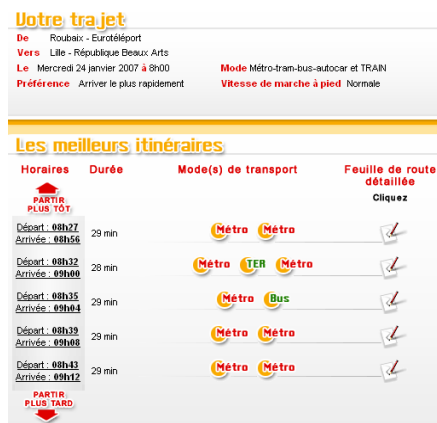 Votre trajet
De Roubaix - Eurotéléport
Vers Lille - République Beaux Arts
Le Mercredi 24 janvier 2007 à 8h00 Mode Métro-tram-bus-autocar et TRAIN
Préférence Arriver le plus rapidement Vitesse de marche à pied Normale
Les meilleurs itinéraires
Horaires Durée Mode(s) de transport Feuille de route
détaillée
PARTIR
PLUS TÔT
Cliquez
Départ : 08h27
Arrivée : 08h56
29 min Métro Métro
Départ : 08h32
Arrivée : 09h00
28 min Métro TER Métro
Départ : 08h35
Arrivée : 09h04
29 min Métro Bus
Départ : 08h39
Arrivée : 09h08
29 min Métro Métro
Départ : 08h43
Arrivée : 09h12
29 min Métro Métro
PARTIR
PLUS TARD